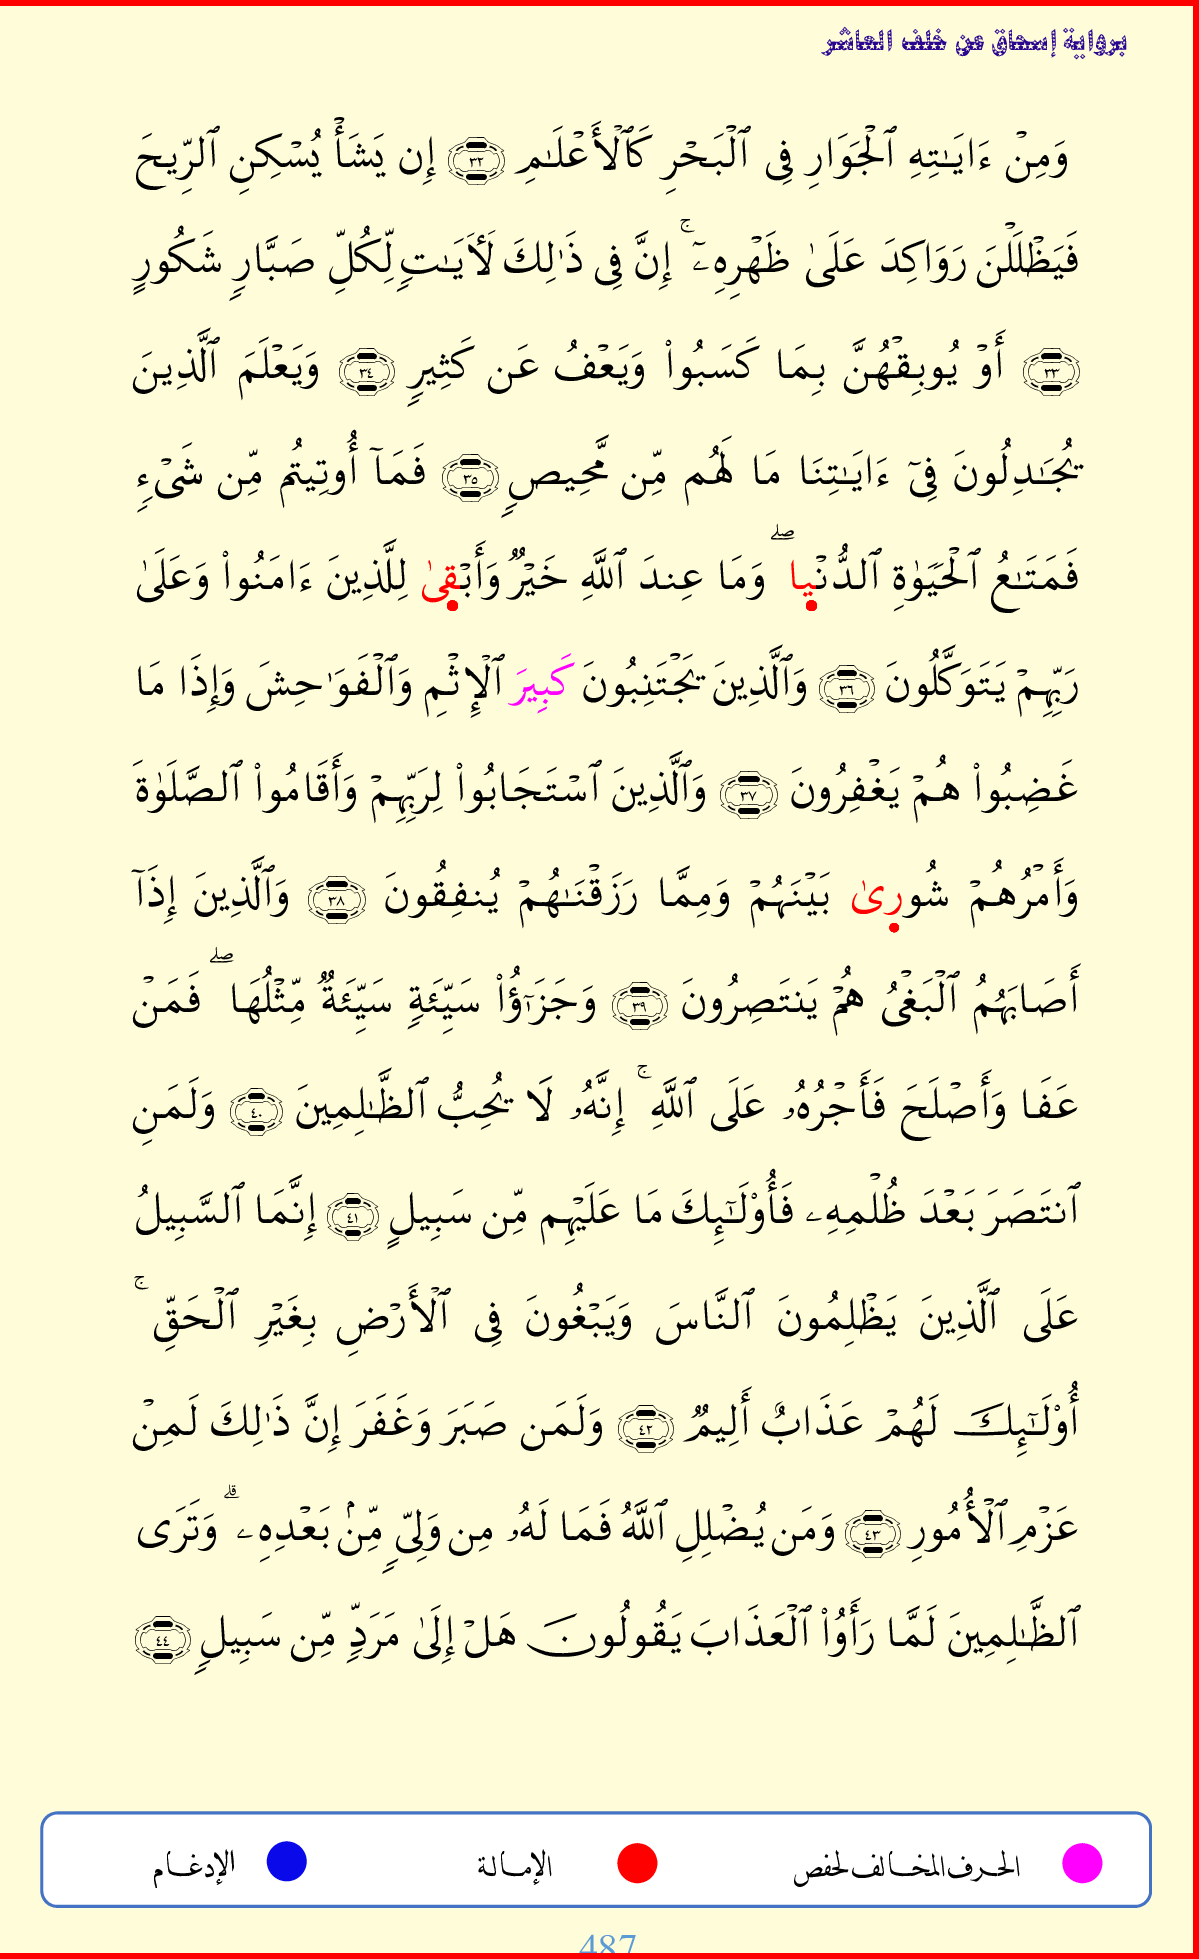 برواية إسحاق عن خلف العاشر
وَمِنْ ءَايَـٰتِهِ ٱلْجَوَارِ فِى ٱلْبَحْرِ كَٱلْأَعْلَـٰمِ ٣٢ إِن يَشَأْ يُسْكِنِ ٱلرِّيحَ
فَيَظْلَلْنَ رَوَاكِدَ عَلَىٰ ظَهْرِهِۦٓ ۚ إِنَّ فِى ذَٰلِكَ لَـَٔايَـٰتٍ لِّكُلِّ صَبَّارٍ شَكُورٍ
٣٣ أَوْ يُوبِقْهُنَّ بِمَا كَسَبُوا۟ وَيَعْفُ عَن كَثِيرٍ ٣٤ وَيَعْلَمَ ٱلَّذِينَ
يُجَـٰدِلُونَ فِىٓ ءَايَـٰتِنَا مَا لَهُم مِّن مَّحِيصٍ ٣٥ فَمَآ أُوتِيتُم مِّن شَىْءٍ
فَمَتَـٰعُ ٱلْحَيَوٰةِ ٱلدُّنْيا ۖ وَمَا عِندَ ٱللَّهِ خَيْرٌ وَأَبْقِىٰ لِلَّذِينَ ءَامَنُوا۟ وَعَلَىٰ
رَبِّهِمْ يَتَوَكَّلُونَ ٣٦ وَٱلَّذِينَ يَجْتَنِبُونَ كَبِيرَ ٱلْإِثْمِ وَٱلْفَوَٰحِشَ وَإِذَا مَا
غَضِبُوا۟ هُمْ يَغْفِرُونَ ٣٧ وَٱلَّذِينَ ٱسْتَجَابُوا۟ لِرَبِّهِمْ وَأَقَامُوا۟ ٱلصَّلَوٰةَ
وَأَمْرُهُمْ شُورِىٰ بَيْنَهُمْ وَمِمَّا رَزَقْنَـٰهُمْ يُنفِقُونَ ٣٨ وَٱلَّذِينَ إِذَآ
أَصَابَهُمُ ٱلْبَغْىُ هُمْ يَنتَصِرُونَ ٣٩ وَجَزَٰٓؤُا۟ سَيِّئَةٍ سَيِّئَةٌ مِّثْلُهَا ۖ فَمَنْ
عَفَا وَأَصْلَحَ فَأَجْرُهُۥ عَلَى ٱللَّهِ ۚ إِنَّهُۥ لَا يُحِبُّ ٱلظَّـٰلِمِينَ ٤٠ وَلَمَنِ
ٱنتَصَرَ بَعْدَ ظُلْمِهِۦ فَأُو۟لَـٰٓئِكَ مَا عَلَيْهِم مِّن سَبِيلٍ ٤١ إِنَّمَا ٱلسَّبِيلُ
عَلَى ٱلَّذِينَ يَظْلِمُونَ ٱلنَّاسَ وَيَبْغُونَ فِى ٱلْأَرْضِ بِغَيْرِ ٱلْحَقِّ ۚ
أُو۟لَـٰٓئِكَ لَهُمْ عَذَابٌ أَلِيمٌ ٤٢ وَلَمَن صَبَرَ وَغَفَرَ إِنَّ ذَٰلِكَ لَمِنْ
عَزْمِ ٱلْأُمُورِ ٤٣ وَمَن يُضْلِلِ ٱللَّهُ فَمَا لَهُۥ مِن وَلِىٍّ مِّنۢ بَعْدِهِۦ ۗ وَتَرَى
ٱلظَّـٰلِمِينَ لَمَّا رَأَوُا۟ ٱلْعَذَابَ يَقُولُونَ هَلْ إِلَىٰ مَرَدٍّ مِّن سَبِيلٍ ٤٤
الحرف المخالف لحفص الإمالة الإدغام
487